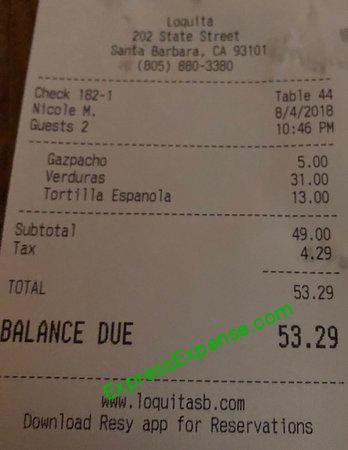 Loquita
202 State Street
Santa Barbara, CA 93101
(805) 880-3380
Check 182-1 Table 44
Nicole M. 8/4/2018
Guests 2 10:46 PM
Gazpacho 5.00
Verduras 31.00
Tortilla Espanola 13.00
Subtotal 49.00
Tax 4.29
TOTAL 53.29
BALANCE DUE 53.29
ExpressExpense.com
www.loquitasb.com
Download Resy app for Reservations